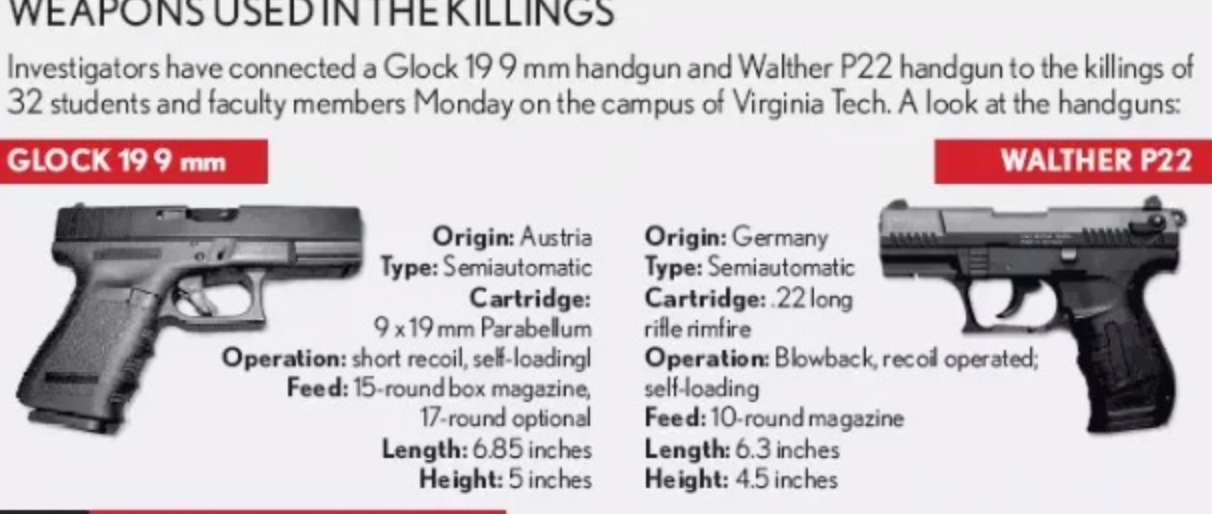 WEAPONS USED IN THE KILLINGS
Investigators have connected a Glock 19 9 mm handgun and Walther P22 handgun to the killings of
32 students and faculty members Monday on the campus of Virginia Tech. A look at the handguns:
GLOCK 19 9 mm
Origin: Austria
Type: Semiautomatic
Cartridge:
9 x 19 mm Parabellum
Operation: short recoil, self-loadingl
Feed: 15-round box magazine,
17-round optional
Length: 6.85 inches
Height: 5 inches
WALTHER P22
Origin: Germany
Type: Semiautomatic
Cartridge: .22 long
rifle rimfire
Operation: Blowback, recoil operated;
self-loading
Feed: 10-round magazine
Length: 6.3 inches
Height: 4.5 inches